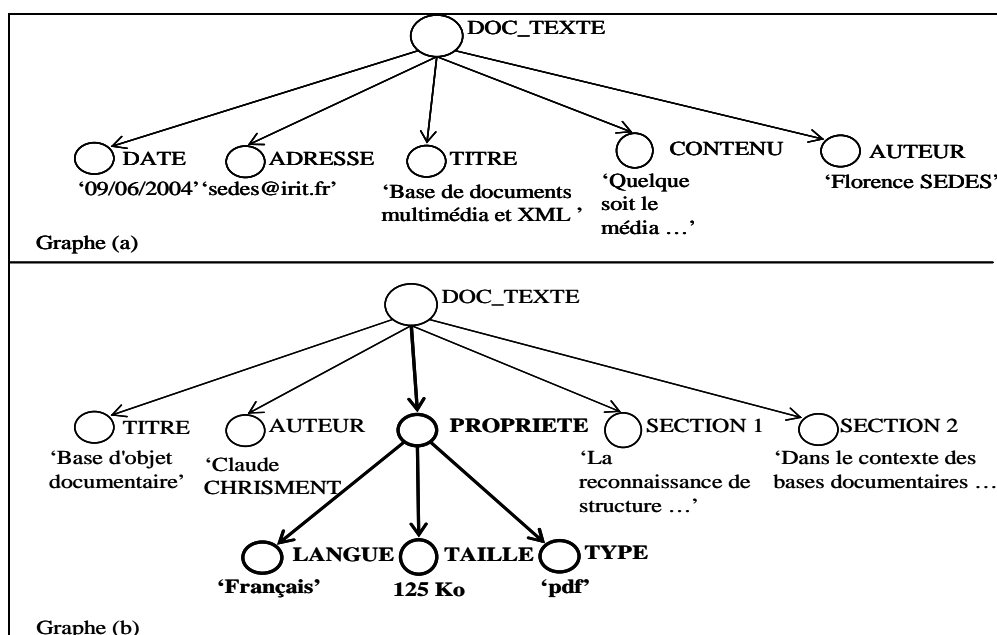 DOC_TEXTE
DATE
ADRESSE
TITRE
CONTENU
AUTEUR
‘09/06/2004’
‘sedes@irit.fr’
‘Base de documents
multimédia et XML ’
‘Quelque
soit le
média …’
‘Florence SEDES’
Graphe (a)
DOC_TEXTE
TITRE
AUTEUR
PROPRIETE
SECTION 1
SECTION 2
‘Base d'objet
documentaire’
‘Claude
CHRISMENT
‘La
reconnaissance de
structure …’
‘Dans le contexte des
bases documentaires …
LANGUE
TAILLE
TYPE
‘Français’
125 Ko
‘pdf’
Graphe (b)